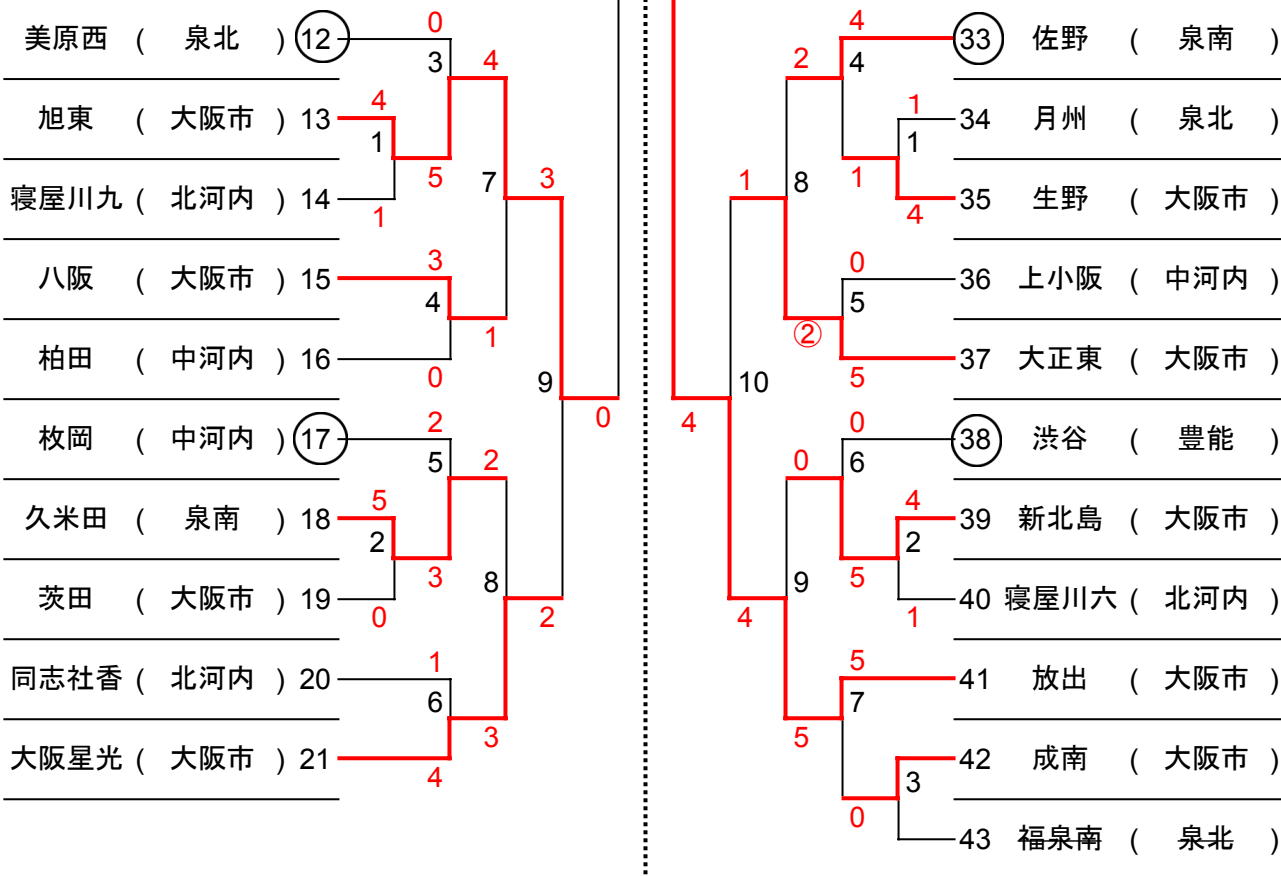 美原西 ( 泉北 ) 12
旭東 ( 大阪市 ) 13
寝屋川九 ( 北河内 ) 14
八阪 ( 大阪市 ) 15
柏田 ( 中河内 ) 16
枚岡 ( 中河内 ) 17
久米田 ( 泉南 ) 18
茨田 ( 大阪市 ) 19
同志社香 ( 北河内 ) 20
大阪星光 ( 大阪市 ) 21
0
3
4
4
1
5
1
7
3
3
4
1
0
9
0
2
5
2
5
2
3
0
8
2
1
6
3
4
33 佐野 ( 泉南 )
34 月州 ( 泉北 )
35 生野 ( 大阪市 )
36 上小阪 ( 中河内 )
37 大正東 ( 大阪市 )
38 渋谷 ( 豊能 )
39 新北島 ( 大阪市 )
40 寝屋川六 ( 北河内 )
41 放出 ( 大阪市 )
42 成南 ( 大阪市 )
43 福泉南 ( 泉北 )
4
2
4
1
1
1
4
1
8
0
5
②
5
10
4
0
0
6
4
2
5
1
9
4
5
7
5
3
0